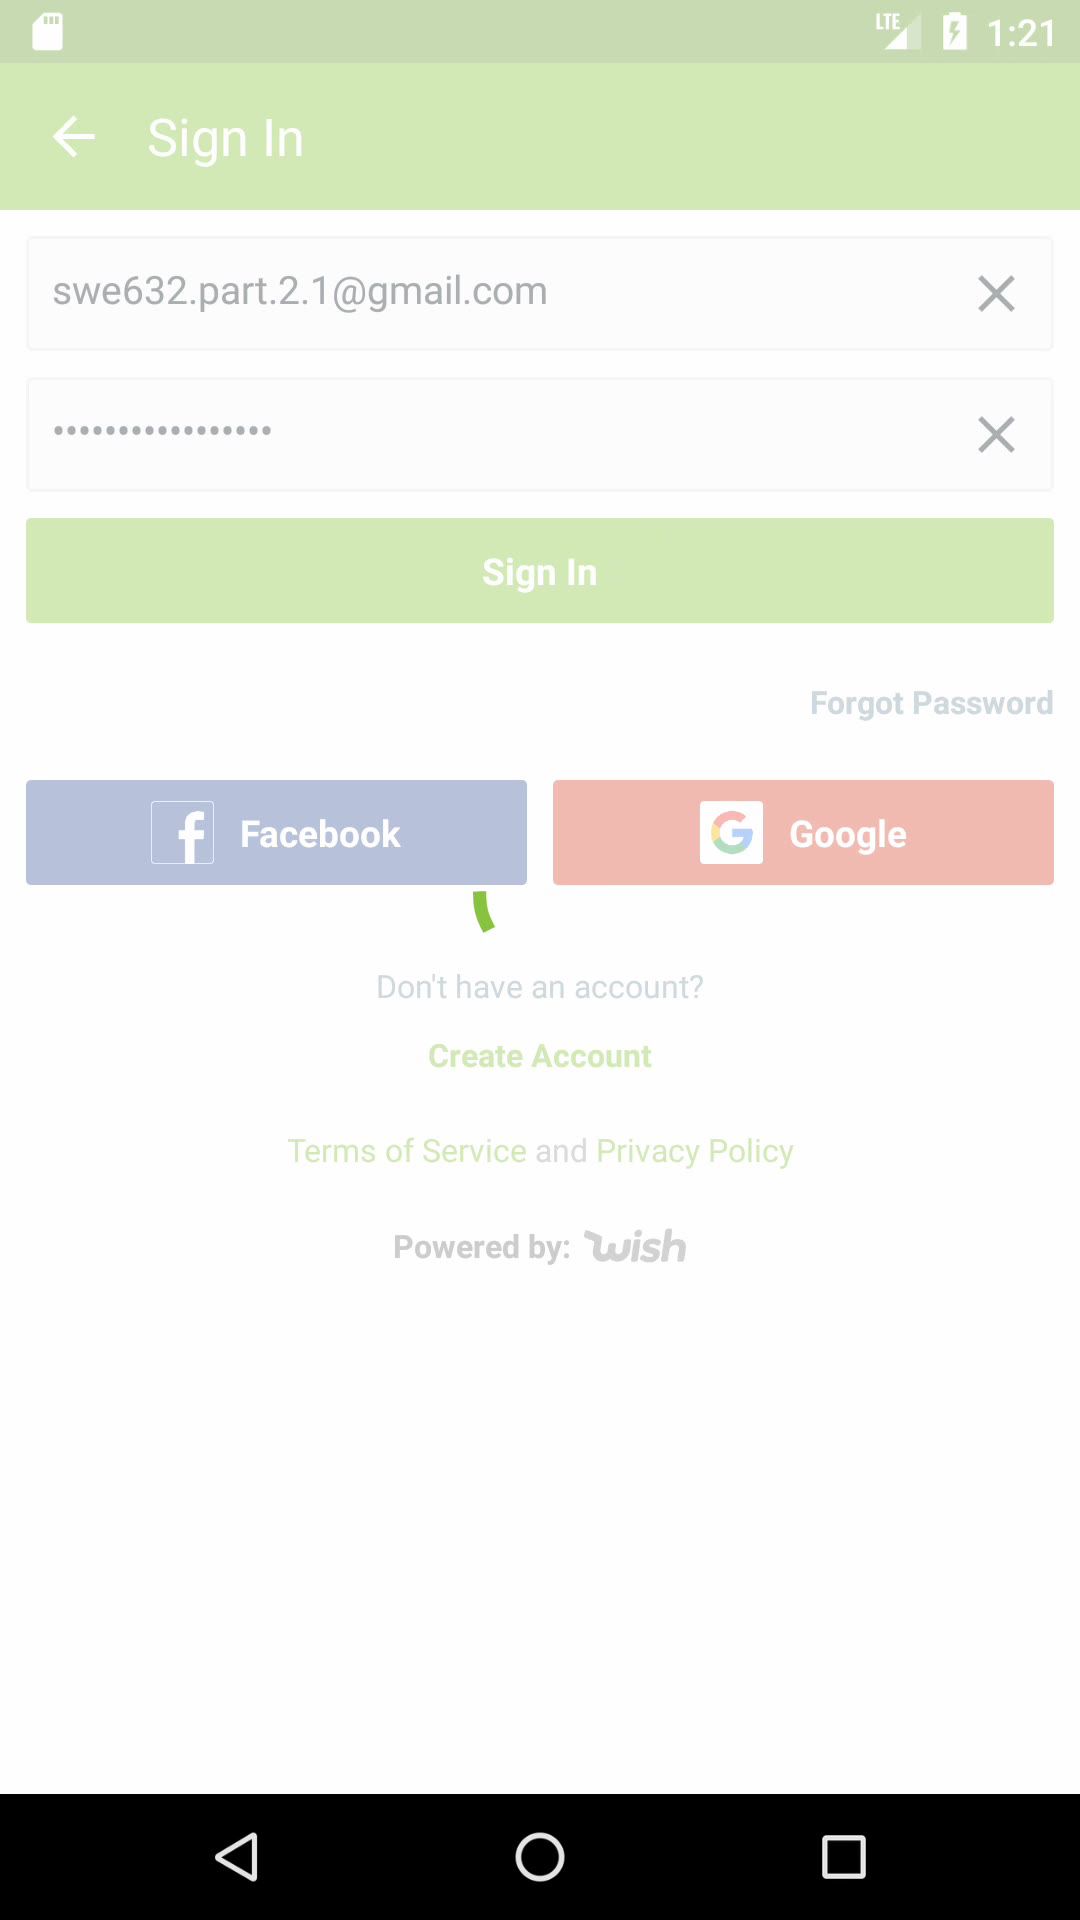 LTE 1:21
Sign In
swe632.part.2.1@gmail.com
•••••••••••••••••
Sign In
Forgot Password
Facebook
Google
Don't have an account?
Create Account
Terms of Service and Privacy Policy
Powered by: wish